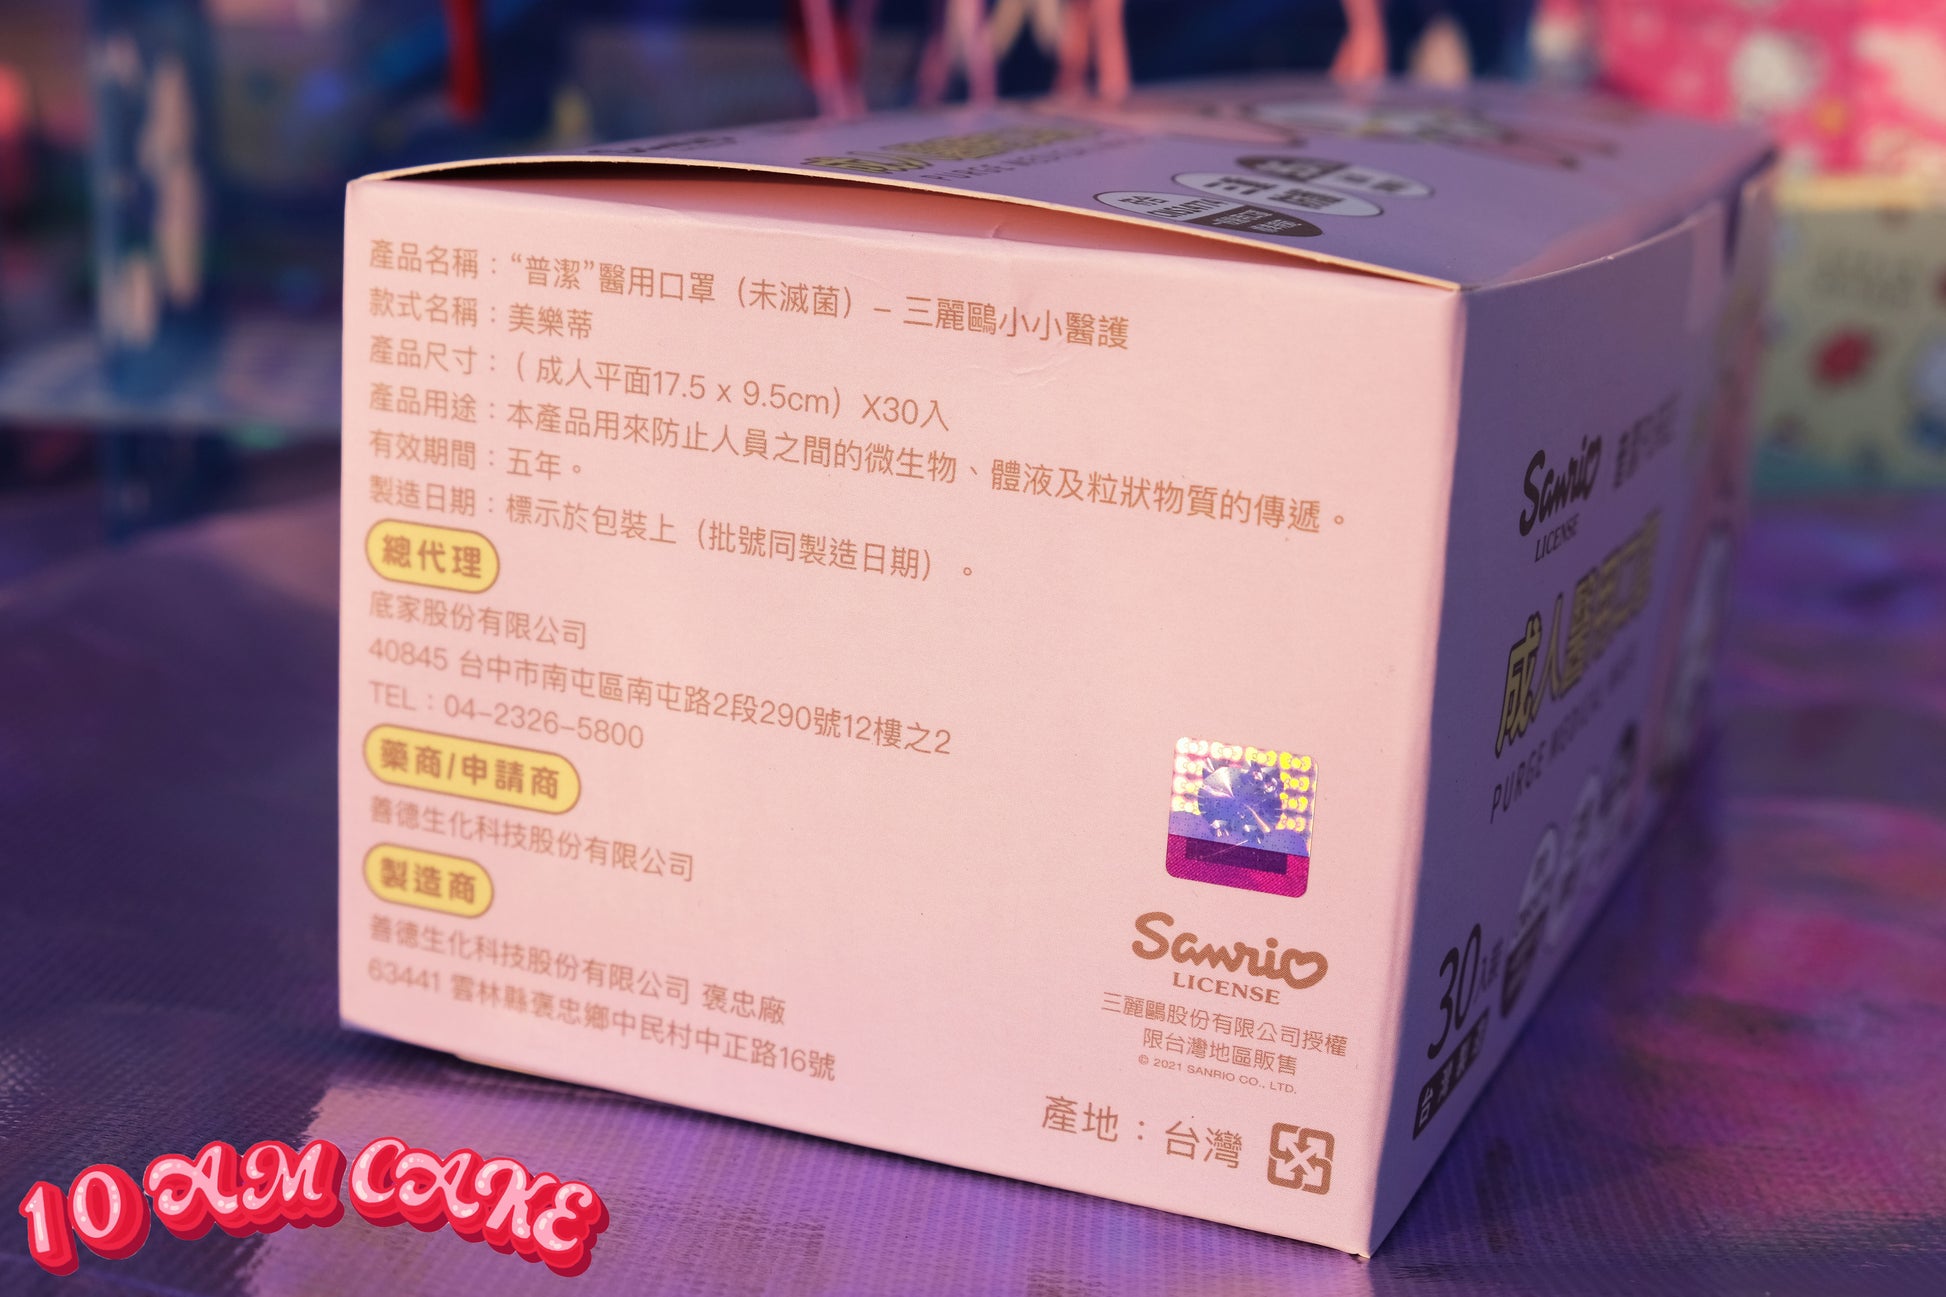 產品名稱：“普潔”醫用口罩（未滅菌）– 三麗鷗小小醫護
款式名稱：美樂蒂
產品尺寸：（成人平面17.5 x 9.5cm）X30入
產品用途：本產品用來防止人員之間的微生物、體液及粒狀物質的傳遞。
有效期間：五年。
製造日期：標示於包裝上（批號同製造日期）。
總代理
底家股份有限公司
40845 台中市南屯區南屯路2段290號12樓之2
TEL：04-2326-5800
藥商/申請商
善德生化科技股份有限公司
製造商
善德生化科技股份有限公司 褒忠廠
63441 雲林縣褒忠鄉中民村中正路16號
Sanrio
LICENSE
三麗鷗股份有限公司授權
限台灣地區販售
© 2021 SANRIO CO., LTD.
產地：台灣
Sanrio
LICENSE
成人醫用口罩
PURGE MEDICAL
30入裝
台灣製造
10 AM CAKE